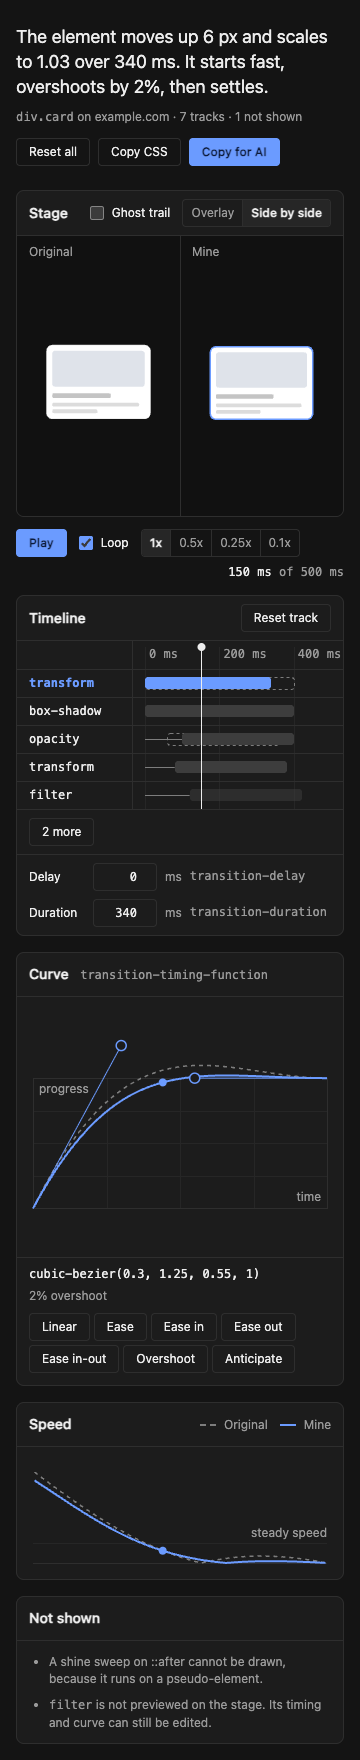 The element moves up 6 px and scales
to 1.03 over 340 ms. It starts fast,
overshoots by 2%, then settles.
div.card on example.com · 7 tracks · 1 not shown
Reset all
Copy CSS
Copy for AI
Stage
Ghost trail
Overlay
Side by side
Original
Mine
Play
Loop
1x
0.5x
0.25x
0.1x
150 ms of 500 ms
Timeline
Reset track
0 ms
200 ms
400 ms
transform
box-shadow
opacity
transform
filter
2 more
Delay
0
ms
transition-delay
Duration
340
ms
transition-duration
Curve
transition-timing-function
progress
time
cubic-bezier(0.3, 1.25, 0.55, 1)
2% overshoot
Linear
Ease
Ease in
Ease out
Ease in-out
Overshoot
Anticipate
Speed
Original
Mine
steady speed
Not shown
• A shine sweep on ::after cannot be drawn,
because it runs on a pseudo-element.
• filter is not previewed on the stage. Its timing
and curve can still be edited.